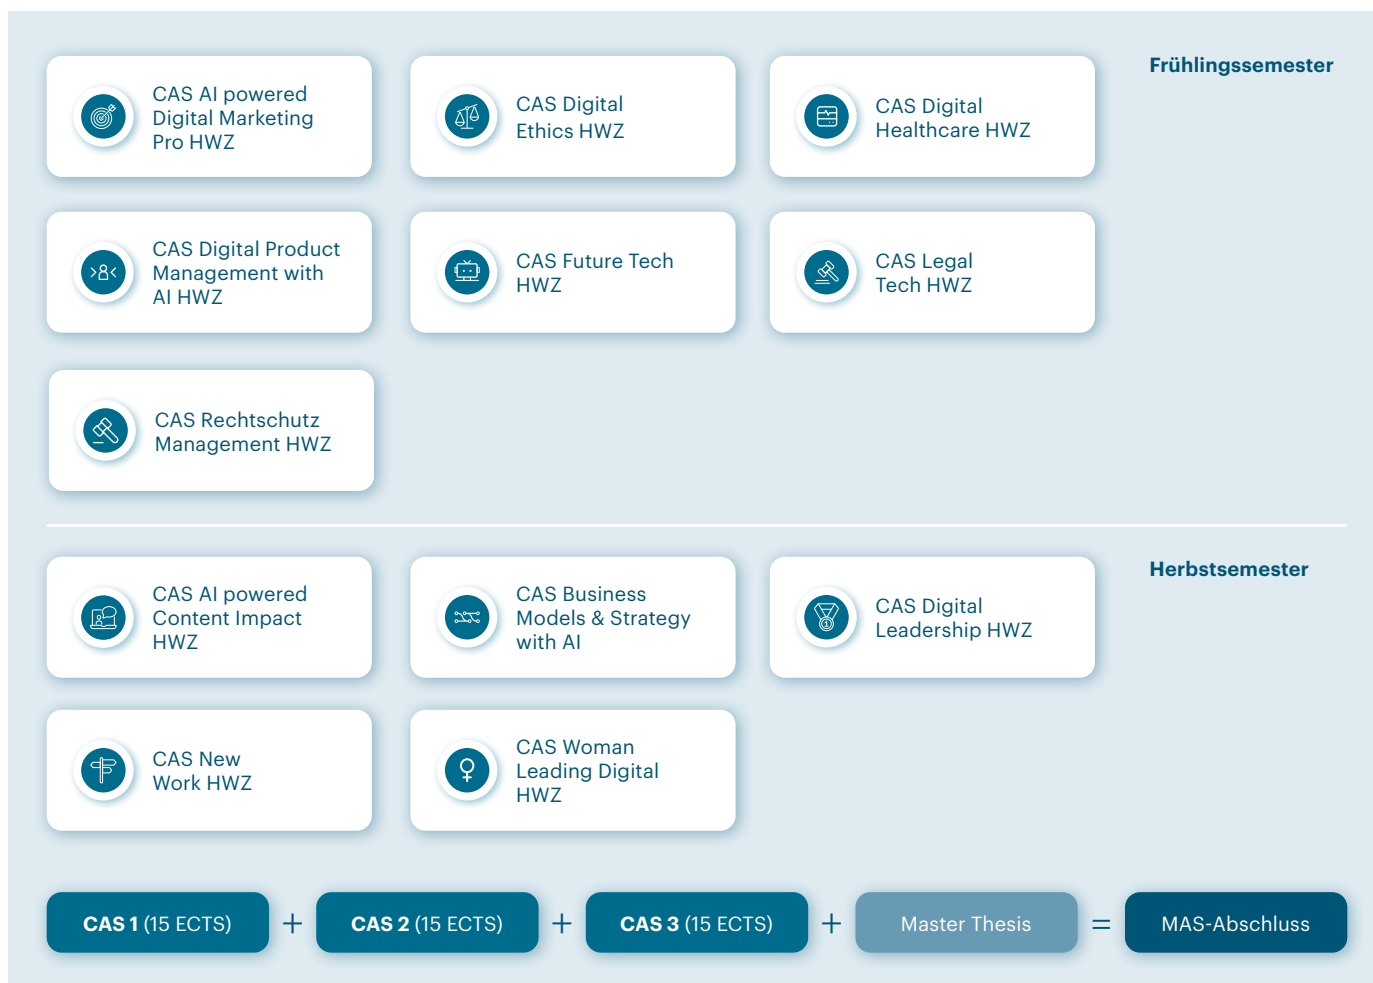 Frühlingssemester
CAS AI powered
Digital Marketing
Pro HWZ
CAS Digital
Ethics HWZ
CAS Digital
Healthcare HWZ
CAS Digital Product
Management with
AI HWZ
CAS Future Tech
HWZ
CAS Legal
Tech HWZ
CAS Rechtschutz
Management HWZ
Herbstsemester
CAS AI powered
Content Impact
HWZ
CAS Business
Models & Strategy
with AI
CAS Digital
Leadership HWZ
CAS New
Work HWZ
CAS Woman
Leading Digital
HWZ
CAS 1 (15 ECTS) + CAS 2 (15 ECTS) + CAS 3 (15 ECTS) + Master Thesis = MAS-Abschluss